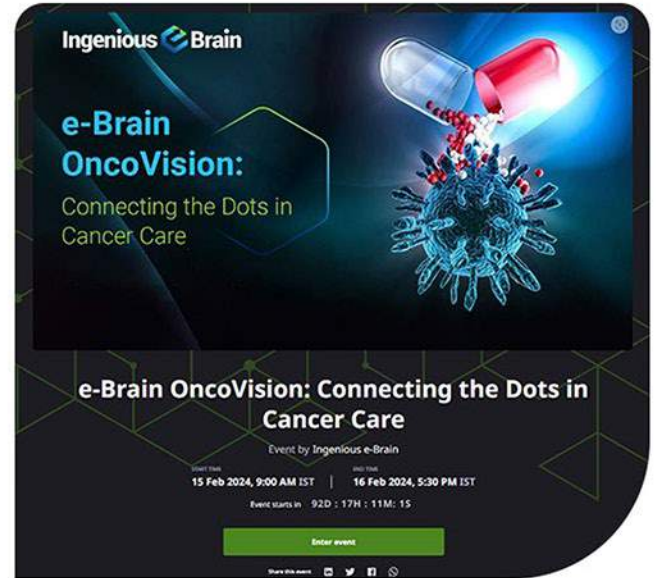 Ingenious e Brain
e-Brain
OncoVision:
Connecting the Dots in
Cancer Care
e-Brain OncoVision: Connecting the Dots in
Cancer Care
Event by Ingenious e-Brain
START TIME END TIME
15 Feb 2024, 9:00 AM IST 16 Feb 2024, 5:30 PM IST
Event starts in 92D : 17H : 11M: 1S
Enter event
Share this event